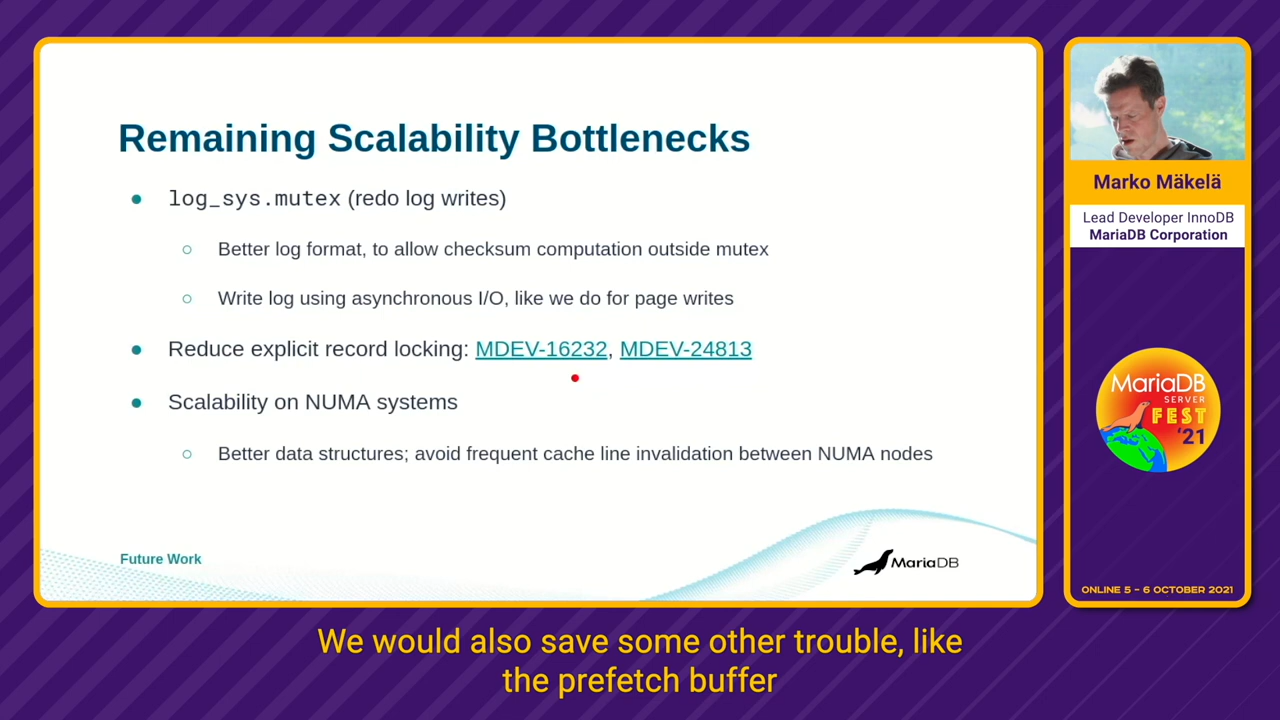 Remaining Scalability Bottlenecks
log_sys.mutex (redo log writes)
Better log format, to allow checksum computation outside mutex
Write log using asynchronous I/O, like we do for page writes
Reduce explicit record locking: MDEV-16232, MDEV-24813
Scalability on NUMA systems
Better data structures; avoid frequent cache line invalidation between NUMA nodes
Future Work
MariaDB
Marko Mäkelä
Lead Developer InnoDB
MariaDB Corporation
MariaDB
SERVER
FEST
'21
ONLINE 5 – 6 OCTOBER 2021
We would also save some other trouble, like
the prefetch buffer